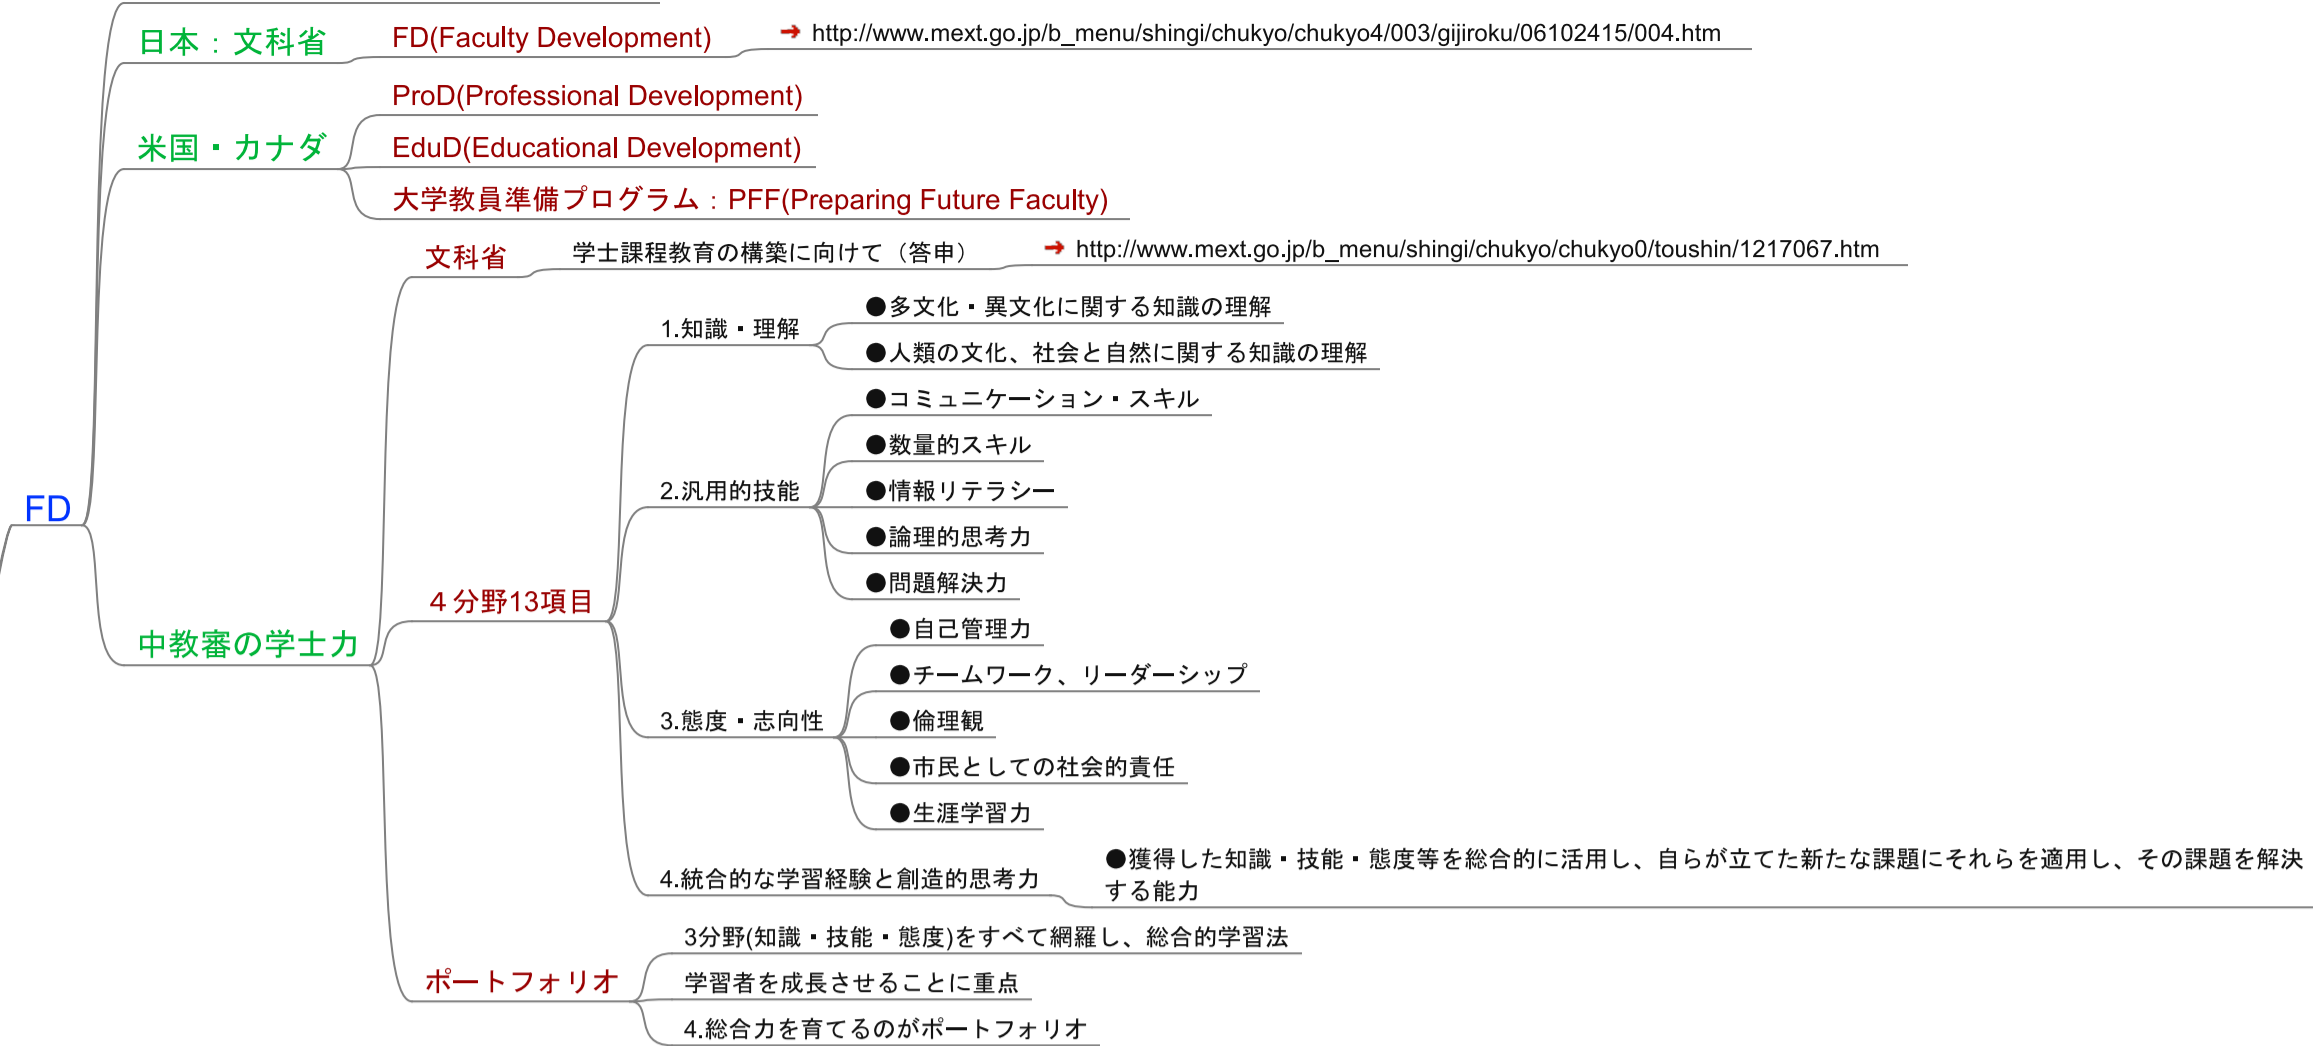 日本：文科省
FD(Faculty Development)
http://www.mext.go.jp/b_menu/shingi/chukyo/chukyo4/003/gijiroku/06102415/004.htm
米国・カナダ
ProD(Professional Development)
EduD(Educational Development)
大学教員準備プログラム：PFF(Preparing Future Faculty)
FD
中教審の学士力
文科省
学士課程教育の構築に向けて（答申）
http://www.mext.go.jp/b_menu/shingi/chukyo/chukyo0/toushin/1217067.htm
４分野13項目
1.知識・理解
●多文化・異文化に関する知識の理解
●人類の文化、社会と自然に関する知識の理解
2.汎用的技能
●コミュニケーション・スキル
●数量的スキル
●情報リテラシー
●論理的思考力
●問題解決力
3.態度・志向性
●自己管理力
●チームワーク、リーダーシップ
●倫理観
●市民としての社会的責任
●生涯学習力
4.統合的な学習経験と創造的思考力
●獲得した知識・技能・態度等を総合的に活用し、自らが立てた新たな課題にそれらを適用し、その課題を解決
する能力
ポートフォリオ
3分野(知識・技能・態度)をすべて網羅し、総合的学習法
学習者を成長させることに重点
4.総合力を育てるのがポートフォリオ